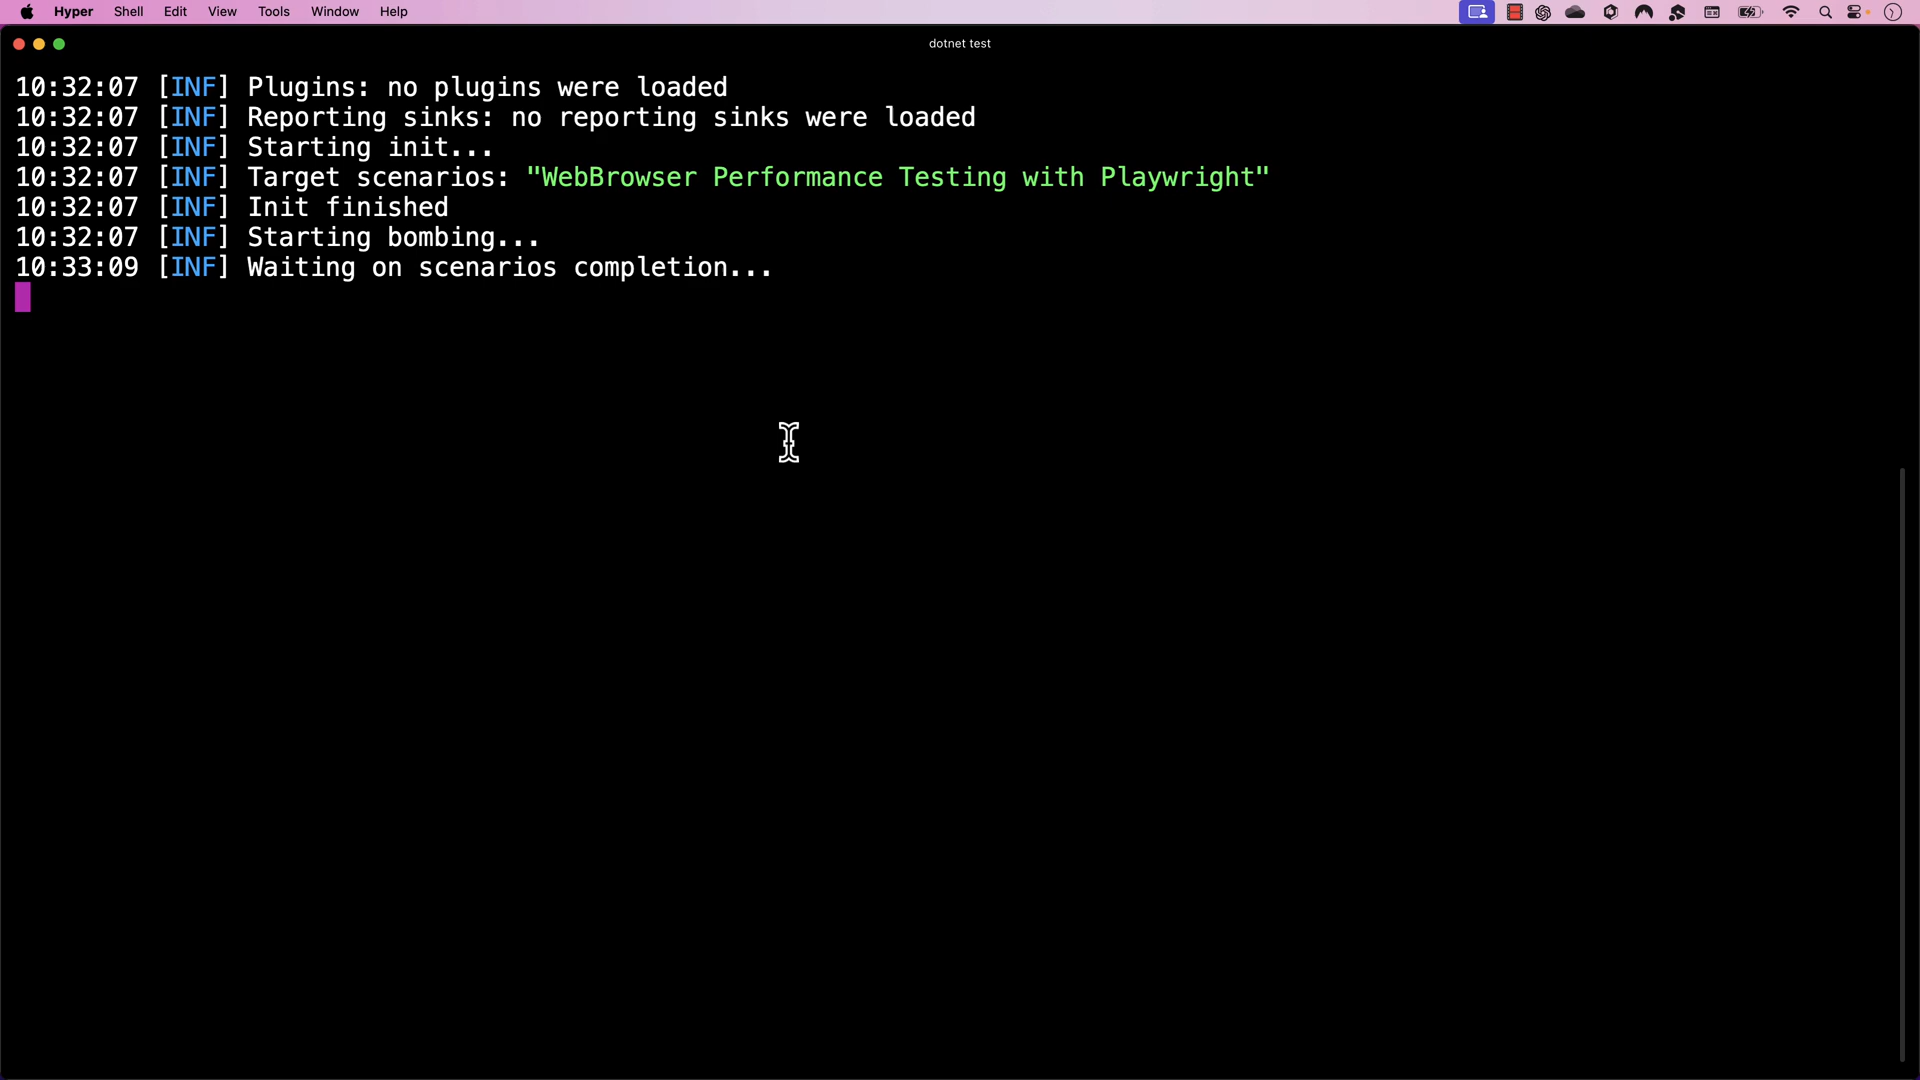 Hyper Shell Edit View Tools Window Help
dotnet test
10:32:07 [INF] Plugins: no plugins were loaded
10:32:07 [INF] Reporting sinks: no reporting sinks were loaded
10:32:07 [INF] Starting init...
10:32:07 [INF] Target scenarios: "WebBrowser Performance Testing with Playwright"
10:32:07 [INF] Init finished
10:32:07 [INF] Starting bombing...
10:33:09 [INF] Waiting on scenarios completion...